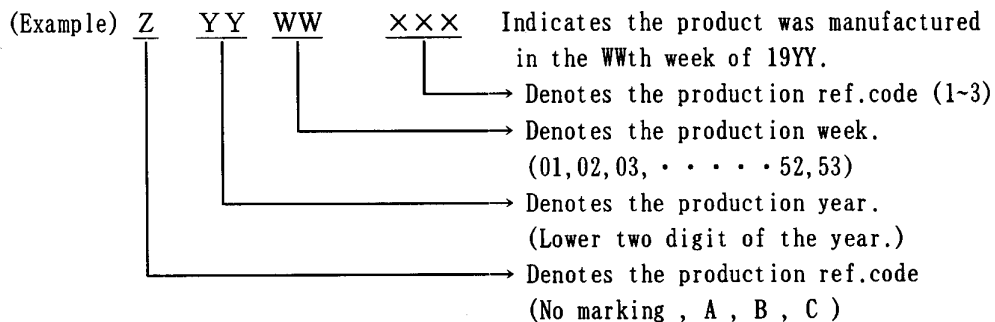 (Example) Z YY WW ××× Indicates the product was manufactured
in the WWth week of 19YY.
Denotes the production ref.code (1~3)
Denotes the production week.
(01,02,03, · · · · · 52,53)
Denotes the production year.
(Lower two digit of the year.)
Denotes the production ref.code
(No marking , A , B , C )